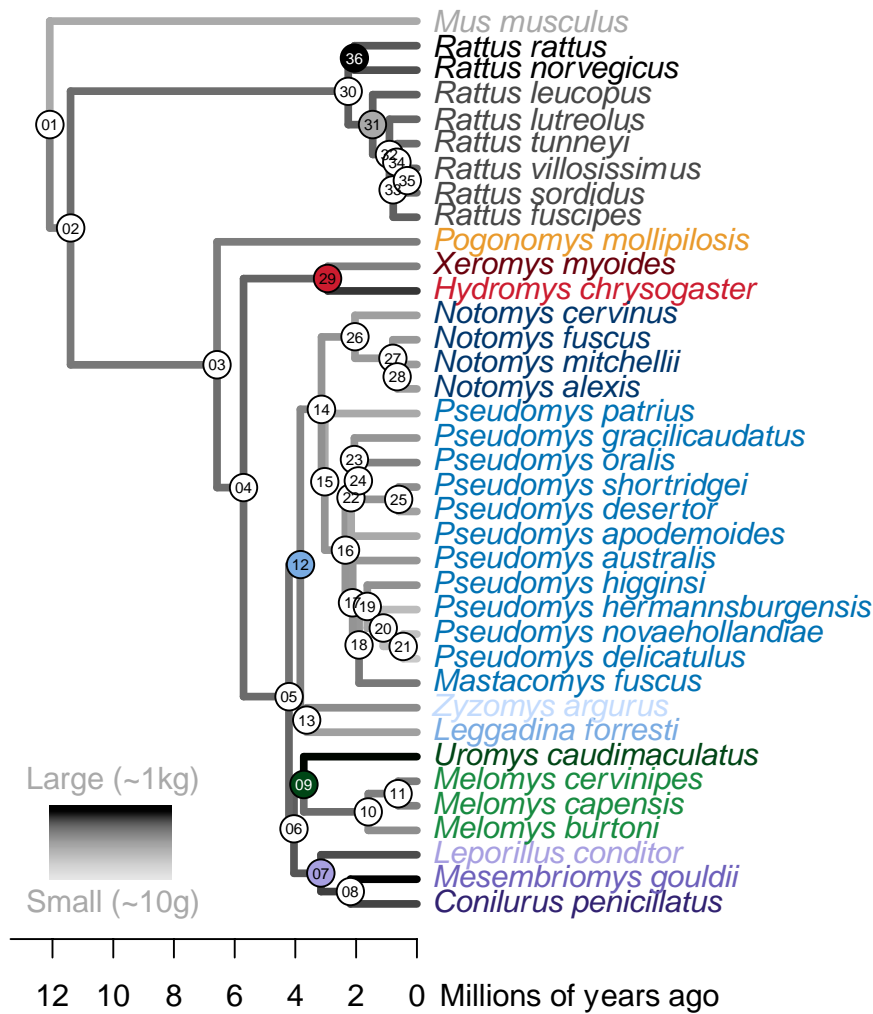 Mus musculus
Rattus rattus
36
Rattus norvegicus
30
Rattus leucopus
01
31
Rattus lutreolus
Rattus tunneyi
32
34
Rattus villosissimus
35
33
Rattus sordidus
Rattus fuscipes
02
Pogonomys mollipilosis
Xeromys myoides
29
Hydromys chrysogaster
Notomys cervinus
26
Notomys fuscus
27
03
Notomys mitchellii
28
Notomys alexis
14
Pseudomys patrius
Pseudomys gracilicaudatus
23
Pseudomys oralis
04
15
24
Pseudomys shortridgei
22
25
Pseudomys desertor
Pseudomys apodemoides
16
12
Pseudomys australis
Pseudomys higginsi
17
19
Pseudomys hermannsburgensis
20
Pseudomys novaehollandiae
18
21
Pseudomys delicatulus
Mastacomys fuscus
05
Zyzomys argurus
13
Leggadina forresti
Uromys caudimaculatus
Large (~1kg)
09
Melomys cervinipes
11
10
Melomys capensis
06
Melomys burtoni
Leporillus conditor
07
Mesembriomys gouldii
08
Small (~10g)
Conilurus penicillatus
12 10 8 6 4 2 0 Millions of years ago